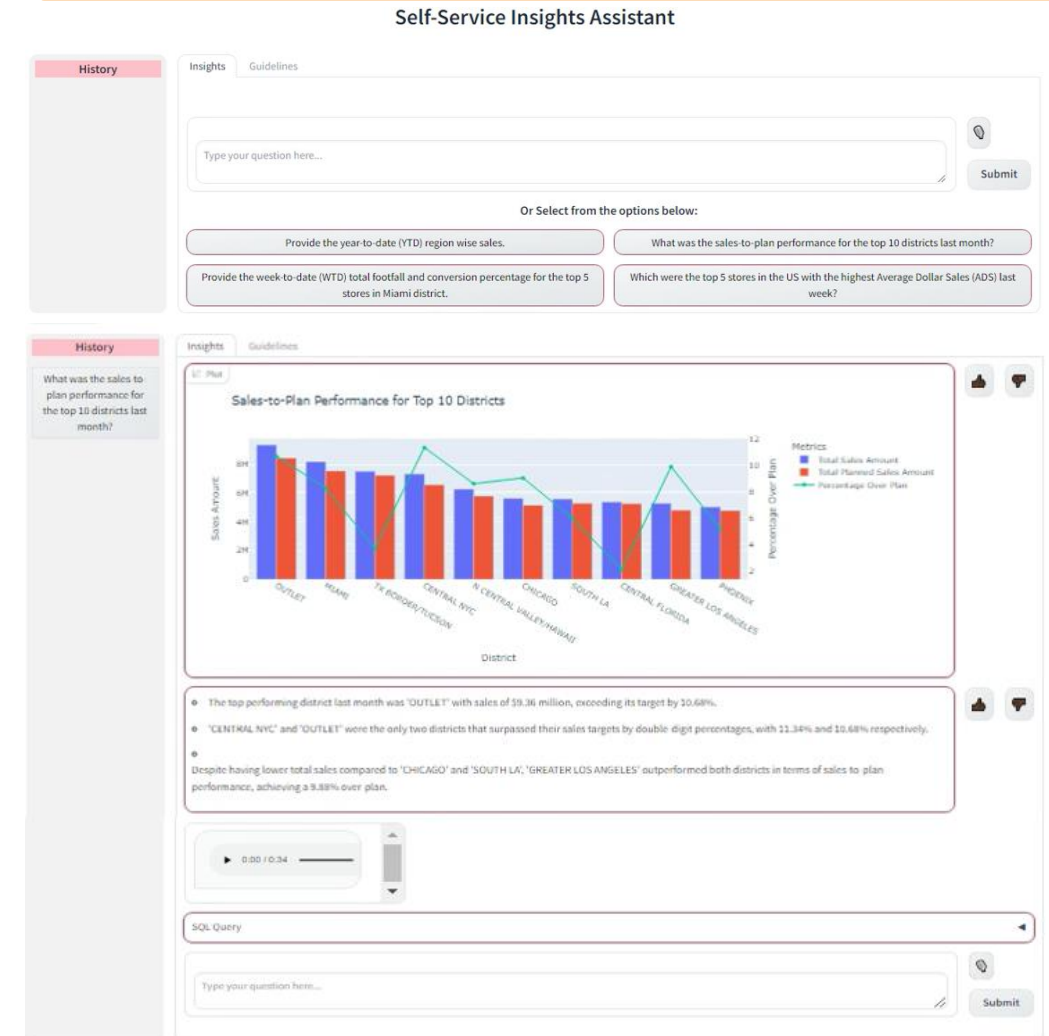 Self-Service Insights Assistant
History
Insights
Guidelines
Type your question here...
Submit
Or Select from the options below:
Provide the year-to-date (YTD) region wise sales.
What was the sales-to-plan performance for the top 10 districts last month?
Provide the week-to-date (WTD) total footfall and conversion percentage for the top 5
stores in Miami district.
Which were the top 5 stores in the US with the highest Average Dollar Sales (ADS) last
week?
History
What was the sales to
plan performance for
the top 10 districts last
month?
Insights
Guidelines
Plot
Sales-to-Plan Performance for Top 10 Districts
Sales Amount
8M
6M
4M
2M
0
12
10
8
6
4
2
Percentage Over Plan
Metrics
Total Sales Amount
Total Planned Sales Amount
Percentage Over Plan
OUTLET
MIAMI
TX BORDER/TUCSON
CENTRAL NYC
N CENTRAL VALLEY/HAWAII
CHICAGO
SOUTH LA
CENTRAL FLORIDA
GREATER LOS ANGELES
PHOENIX
District
The top performing district last month was 'OUTLET' with sales of $9.36 million, exceeding its target by 10.68%.
'CENTRAL NYC' and 'OUTLET' were the only two districts that surpassed their sales targets by double digit percentages, with 11.34% and 10.68% respectively.
Despite having lower total sales compared to 'CHICAGO' and 'SOUTH LA', 'GREATER LOS ANGELES' outperformed both districts in terms of sales to plan
performance, achieving a 9.88% over plan.
0:00 / 0:34
SQL Query
Type your question here...
Submit